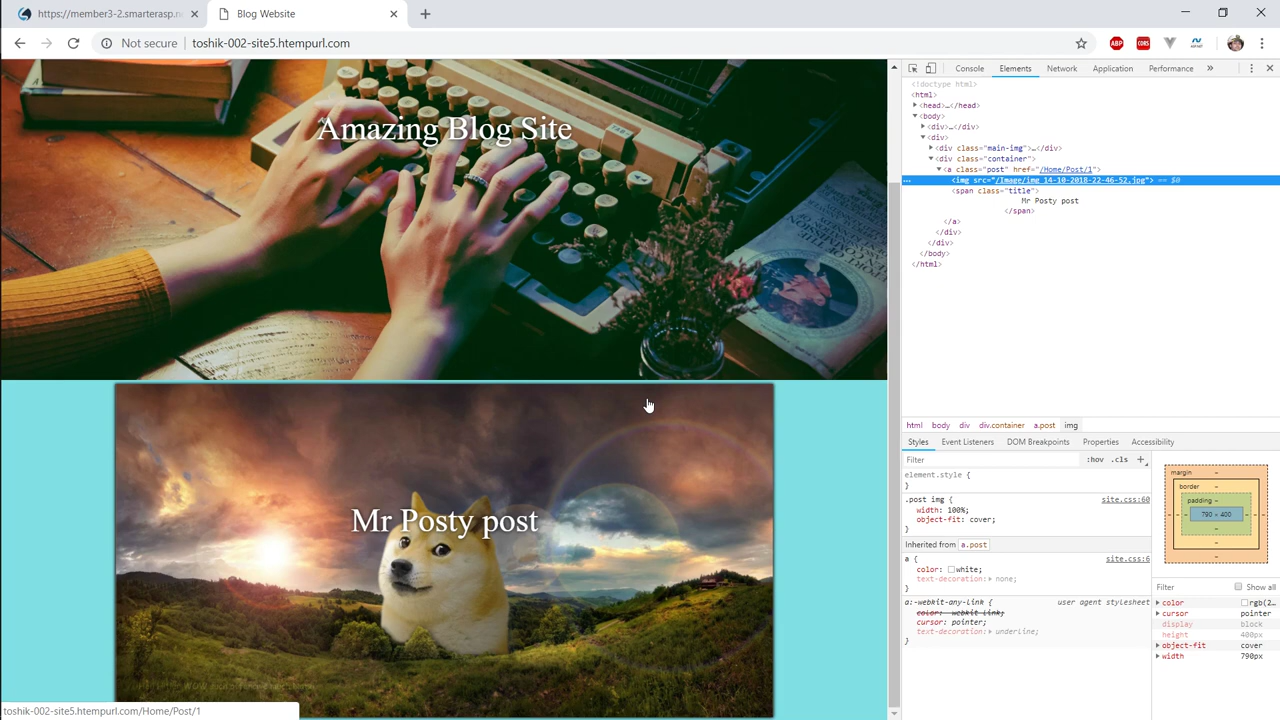 https://member3-2.smarterasp.n
Blog Website
Not secure
toshik-002-site5.htempurl.com
ABP
CORS
Amazing Blog Site
TAB
Mr Posty post
toshik-002-site5.htempurl.com/Home/Post/1
Console Elements Network Application Performance »
<!doctype html>
<html>
<head>…</head>
<body>
<div>…</div>
<div>
<div class="main-img">…</div>
<div class="container">
<a class="post" href="/Home/Post/1">
<img src="/Image/img_14-10-2018-22-46-52.jpg"> == $0
<span class="title">
Mr Posty post
</span>
</a>
</div>
</div>
</body>
</html>
html body div div.container a.post img
Styles Event Listeners DOM Breakpoints Properties Accessibility
Filter :hov .cls +
element.style {
}
.post img { site.css:60
width: 100%;
object-fit: cover;
}
Inherited from a.post
a { site.css:6
color: white;
text-decoration: none;
}
a:-webkit-any-link { user agent stylesheet
color: -webkit-link;
cursor: pointer;
text-decoration: underline;
}
margin –
border –
padding –
790 × 400
Filter Show all
color rgb(2…
cursor pointer
display block
height 400px
object-fit cover
width 790px